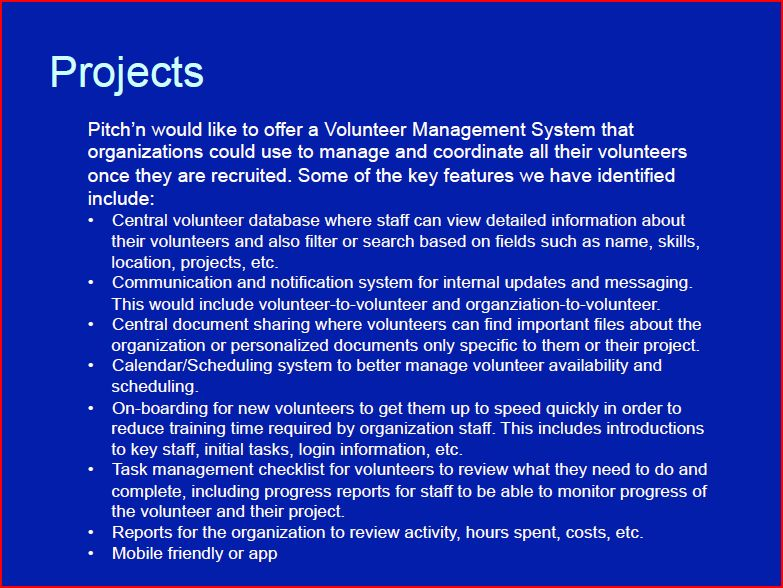 Projects
Pitch’n would like to offer a Volunteer Management System that
organizations could use to manage and coordinate all their volunteers
once they are recruited. Some of the key features we have identified
include:
• Central volunteer database where staff can view detailed information about
their volunteers and also filter or search based on fields such as name, skills,
location, projects, etc.
• Communication and notification system for internal updates and messaging.
This would include volunteer-to-volunteer and organziation-to-volunteer.
• Central document sharing where volunteers can find important files about the
organization or personalized documents only specific to them or their project.
• Calendar/Scheduling system to better manage volunteer availability and
scheduling.
• On-boarding for new volunteers to get them up to speed quickly in order to
reduce training time required by organization staff. This includes introductions
to key staff, initial tasks, login information, etc.
• Task management checklist for volunteers to review what they need to do and
complete, including progress reports for staff to be able to monitor progress of
the volunteer and their project.
• Reports for the organization to review activity, hours spent, costs, etc.
• Mobile friendly or app